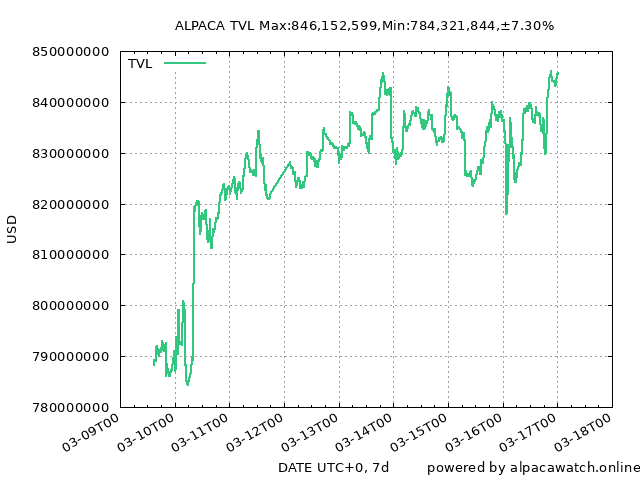 ALPACA TVL Max:846,152,599,Min:784,321,844,±7.30%
TVL
850000000
840000000
830000000
820000000
810000000
800000000
790000000
780000000
USD
03-09T00
03-10T00
03-11T00
03-12T00
03-13T00
03-14T00
03-15T00
03-16T00
03-17T00
03-18T00
DATE UTC+0, 7d
powered by alpacawatch.online